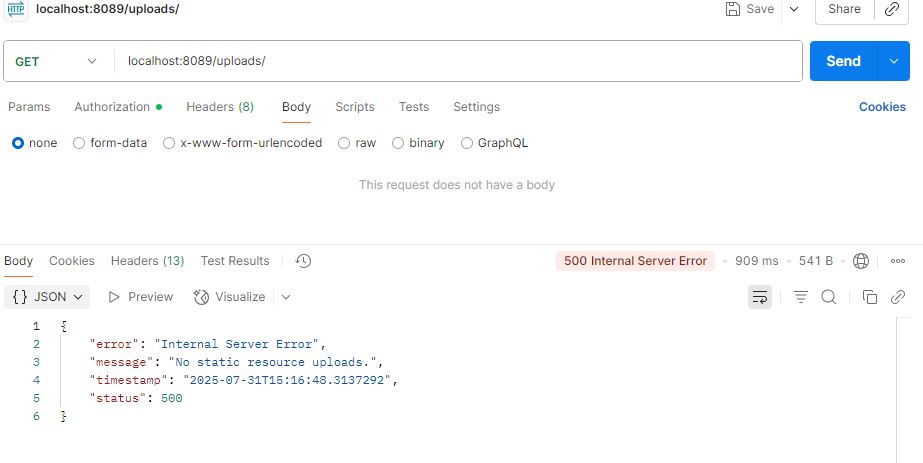 HTTP localhost:8089/uploads/ Save Share
GET localhost:8089/uploads/ Send
Params Authorization Headers (8) Body Scripts Tests Settings Cookies
none form-data x-www-form-urlencoded raw binary GraphQL
This request does not have a body
Body Cookies Headers (13) Test Results 500 Internal Server Error 909 ms 541 B
{} JSON Preview Visualize
1 {
2 "error": "Internal Server Error",
3 "message": "No static resource uploads.",
4 "timestamp": "2025-07-31T15:16:48.3137292",
5 "status": 500
6 }